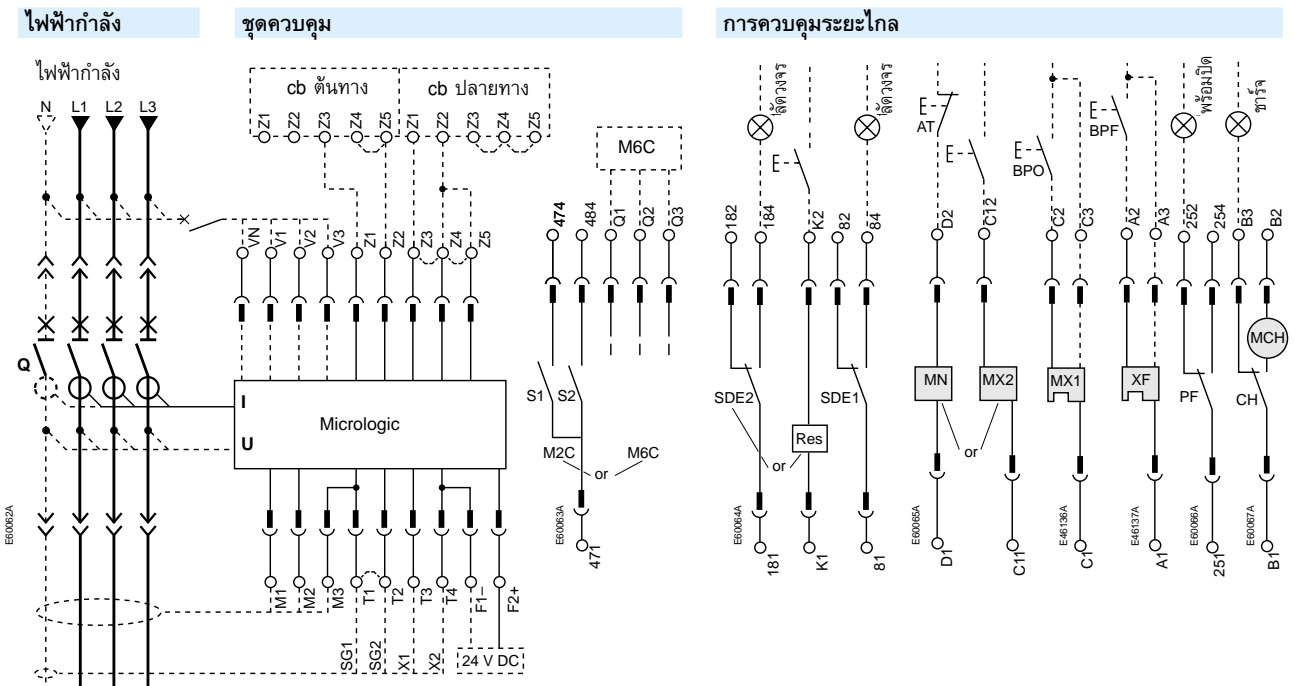 ไฟฟ้ากำลัง
ชุดควบคุม
การควบคุมระยะไกล
ไฟฟ้ากำลัง
N L1 L2 L3
cb ต้นทาง
cb ปลายทาง
Z1 Z2 Z3 Z4 Z5 Z1 Z2 Z3 Z4 Z5
M6C
VN V1 V2 V3 Z1 Z2 Z3 Z4 Z5
474 484 Q1 Q2 Q3
Q
I
U
Micrologic
S1 S2
M2C or M6C
E60063A
471
E60062A
M1 M2 M3 T1 T2 T3 T4 F1– F2+
SG1 SG2 X1 X2
24 V DC
ลัดวงจร
ลัดวงจร
พร้อมปิด
ชาร์จ
E
E AT
E
E BPO
E BPF
182 184 K2 82 84
D2 C12 C2 C3 A2 A3 252 254 B3 B2
MCH
MN MX2 MX1 XF
SDE2 SDE1
PF CH
Res
or
or
E60064A
E60065A
E46136A
E46137A
E60066A
E60067A
181 K1 81
D1 C11 C1 A1 251 B1